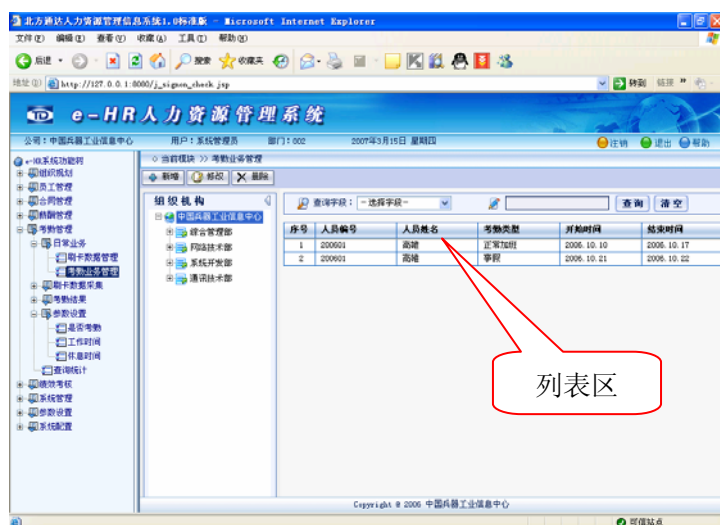 北方通达人力资源管理信息系统1.0标准版 - Microsoft Internet Explorer
文件(F) 编辑(E) 查看(V) 收藏(A) 工具(T) 帮助(H)
后退 搜索 收藏夹
地址(D) http://127.0.0.1:8000/j_signon_check.jsp 转到 链接 »
e-HR人力资源管理系统
公司:中国兵器工业信息中心 用户:系统管理员 部门:002 2007年3月15日 星期四 注销 退出 帮助
e-HR系统功能树
组织规划
员工管理
合同管理
薪酬管理
考勤管理
日常业务
刷卡数据管理
考勤业务管理
刷卡数据采集
考勤结果
参数设置
是否考勤
工作时间
休息时间
查询统计
绩效考核
系统管理
参数设置
系统配置
当前模块 >> 考勤业务管理
新增 修改 删除
组织机构
中国兵器工业信息中心
综合管理部
网络技术部
系统开发部
通讯技术部
查询字段: -选择字段- 查询 清空
序号 人员编号 人员姓名 考勤类型 开始时间 结束时间
1 200601 高雄 正常加班 2006.10.10 2006.10.17
2 200601 高雄 事假 2006.10.21 2006.10.22
列表区
Copyright @ 2006 中国兵器工业信息中心
可信站点